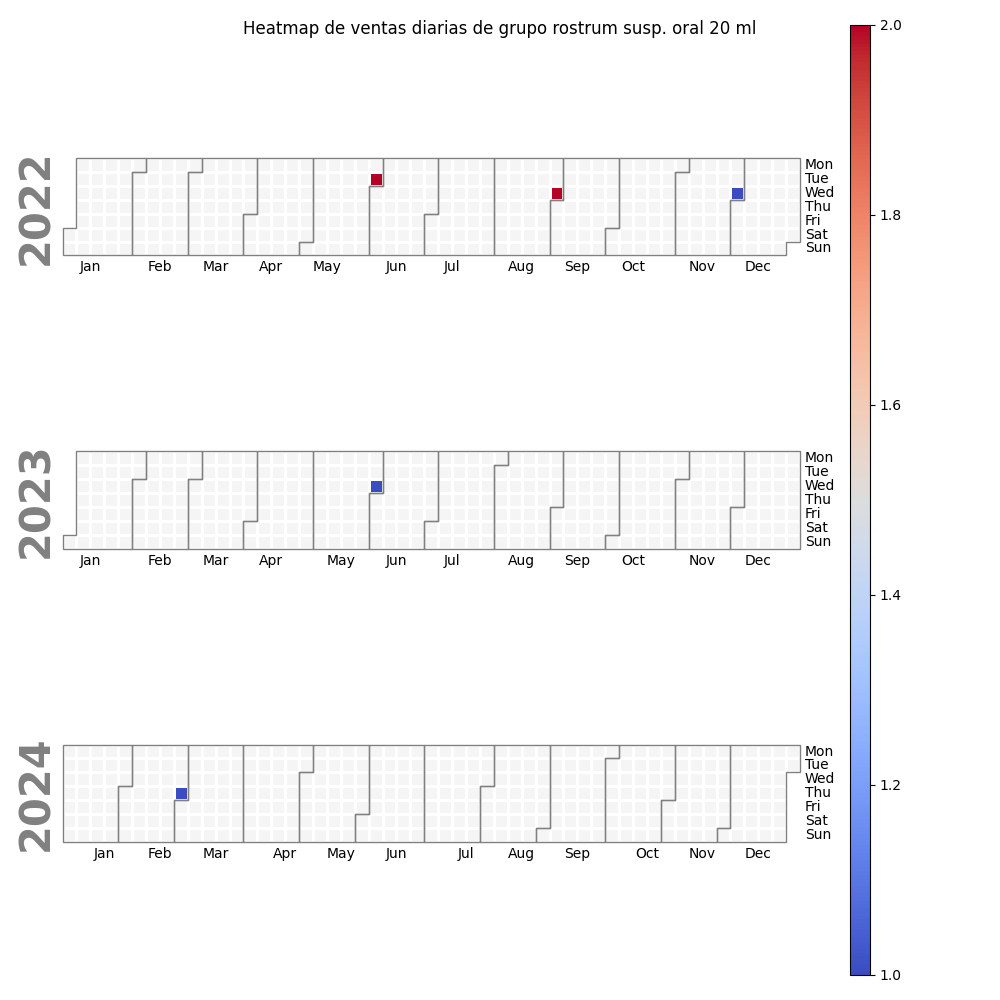 Heatmap de ventas diarias de grupo rostrum susp. oral 20 ml
2022
Mon
Tue
Wed
Thu
Fri
Sat
Sun
Jan Feb Mar Apr May Jun Jul Aug Sep Oct Nov Dec
2023
Mon
Tue
Wed
Thu
Fri
Sat
Sun
Jan Feb Mar Apr May Jun Jul Aug Sep Oct Nov Dec
2024
Mon
Tue
Wed
Thu
Fri
Sat
Sun
Jan Feb Mar Apr May Jun Jul Aug Sep Oct Nov Dec
2.0
1.8
1.6
1.4
1.2
1.0